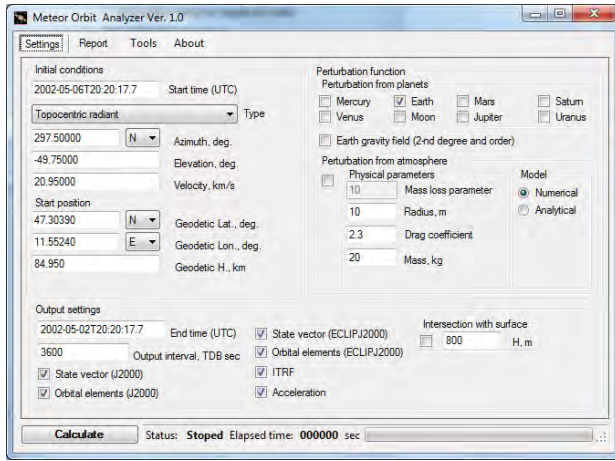 Meteor Orbit Analyzer Ver. 1.0
Settings Report Tools About
Initial conditions
2002-05-06T20:20:17.7 Start time (UTC)
Topocentric radiant Type
297.50000 N Azimuth, deg.
-49.75000 Elevation, deg.
20.95000 Velocity, km/s
Start position
47.30390 N Geodetic Lat., deg.
11.55240 E Geodetic Lon., deg.
84.950 Geodetic H., km
Perturbation function
Perturbation from planets
Mercury Earth Mars Saturn
Venus Moon Jupiter Uranus
Earth gravity field (2-nd degree and order)
Perturbation from atmosphere
Physical parameters Model
10 Mass loss parameter Numerical
10 Radius, m Analytical
2.3 Drag coefficient
20 Mass, kg
Output settings
2002-05-02T20:20:17.7 End time (UTC)
3600 Output interval, TDB sec
State vector (J2000)
Orbital elements (J2000)
State vector (ECLIPJ2000)
Orbital elements (ECLIPJ2000)
ITRF
Acceleration
Intersection with surface
800 H, m
Calculate Status: Stoped Elapsed time: 000000 sec